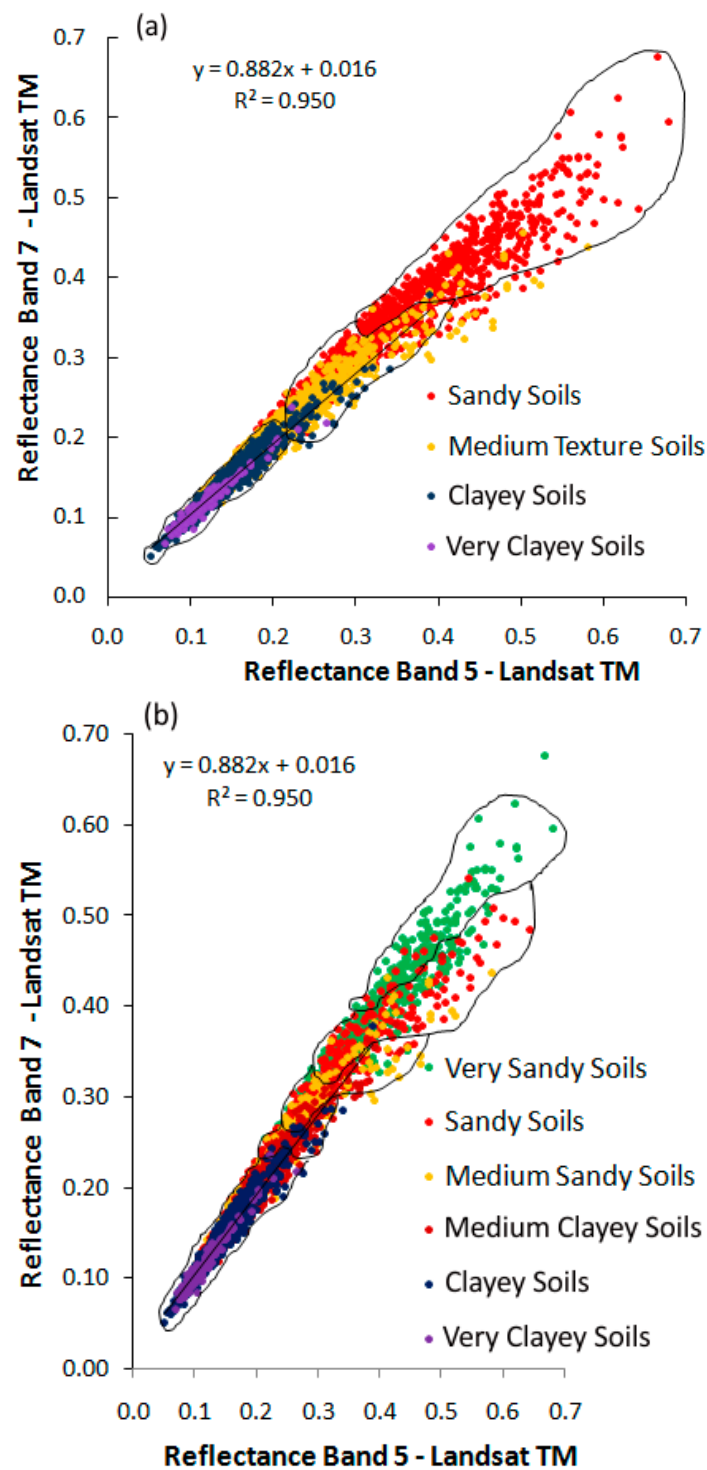 (a)
0.7
0.6
0.5
0.4
0.3
0.2
0.1
0.0
Reflectance Band 7 - Landsat TM
y = 0.882x + 0.016
R² = 0.950
Sandy Soils
Medium Texture Soils
Clayey Soils
Very Clayey Soils
0.0 0.1 0.2 0.3 0.4 0.5 0.6 0.7
Reflectance Band 5 - Landsat TM
(b)
0.70
0.60
0.50
0.40
0.30
0.20
0.10
0.00
Reflectance Band 7 - Landsat TM
y = 0.882x + 0.016
R² = 0.950
Very Sandy Soils
Sandy Soils
Medium Sandy Soils
Medium Clayey Soils
Clayey Soils
Very Clayey Soils
0.0 0.1 0.2 0.3 0.4 0.5 0.6 0.7
Reflectance Band 5 - Landsat TM